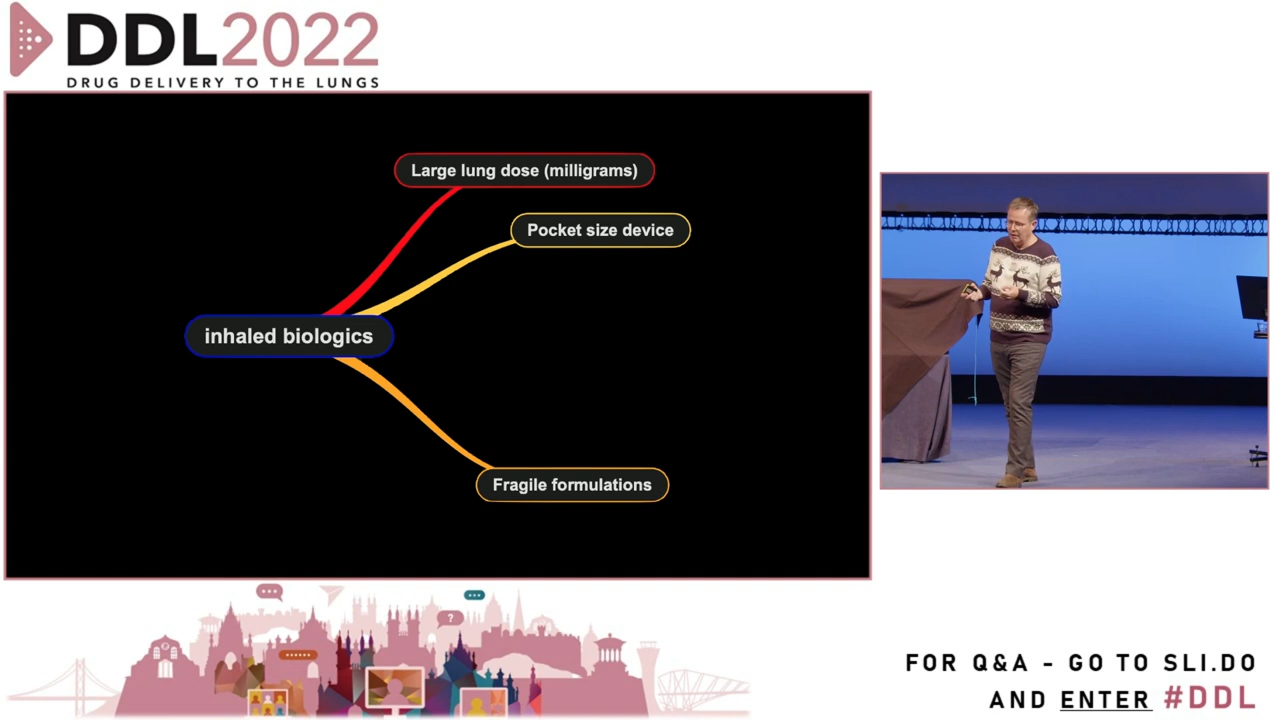 DDL2022
DRUG DELIVERY TO THE LUNGS
Large lung dose (milligrams)
Pocket size device
inhaled biologics
Fragile formulations
?
FOR Q&A - GO TO SLI.DO
AND ENTER #DDL